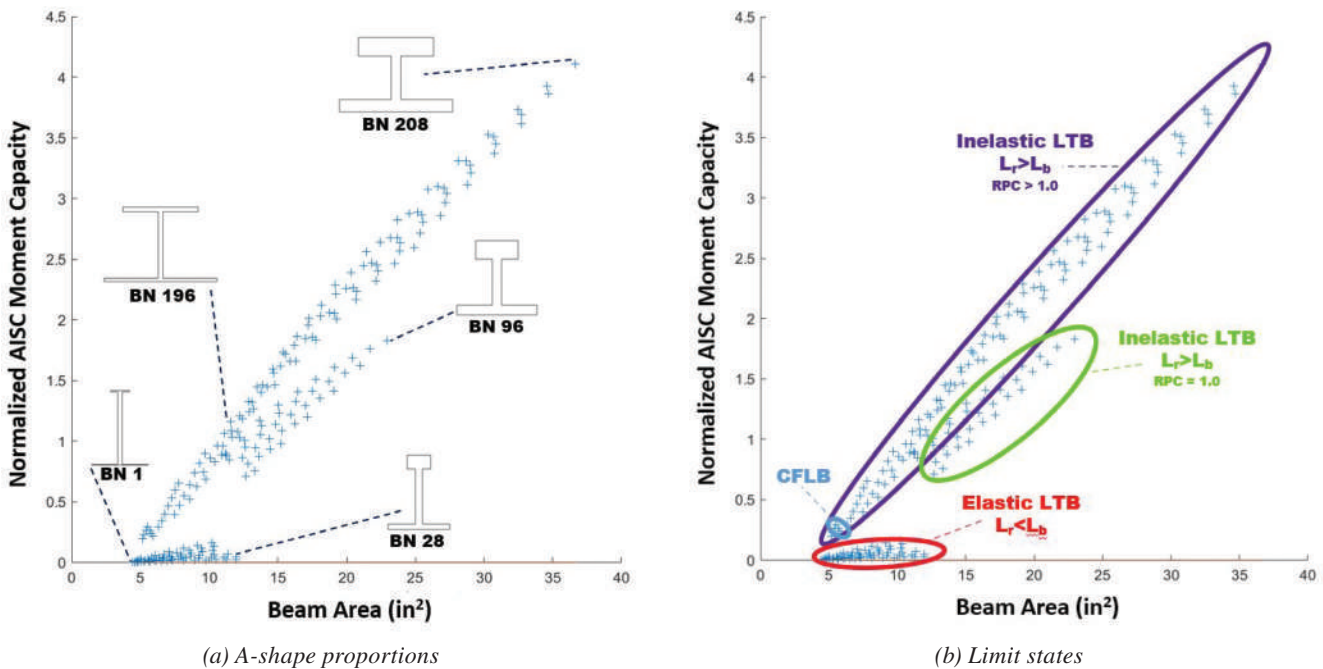 4.5
4
3.5
3
2.5
2
1.5
1
0.5
0
0 5 10 15 20 25 30 35 40
Normalized AISC Moment Capacity
Beam Area (in²)
BN 208
BN 196
BN 96
BN 1
BN 28
(a) A-shape proportions
4.5
4
3.5
3
2.5
2
1.5
1
0.5
0
0 5 10 15 20 25 30 35 40
Normalized AISC Moment Capacity
Beam Area (in²)
Inelastic LTB
Lr>Lb
RPC > 1.0
Inelastic LTB
Lr>Lb
RPC = 1.0
CFLB
Elastic LTB
Lr<Lb
(b) Limit states